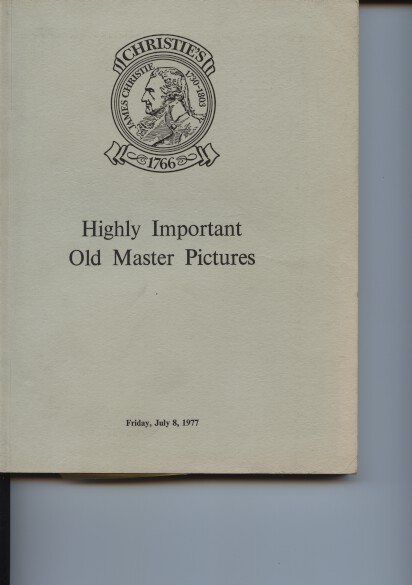 CHRISTIE'S
JAMES CHRISTIE 1730-1803
1766
Highly Important
Old Master Pictures
Friday, July 8, 1977